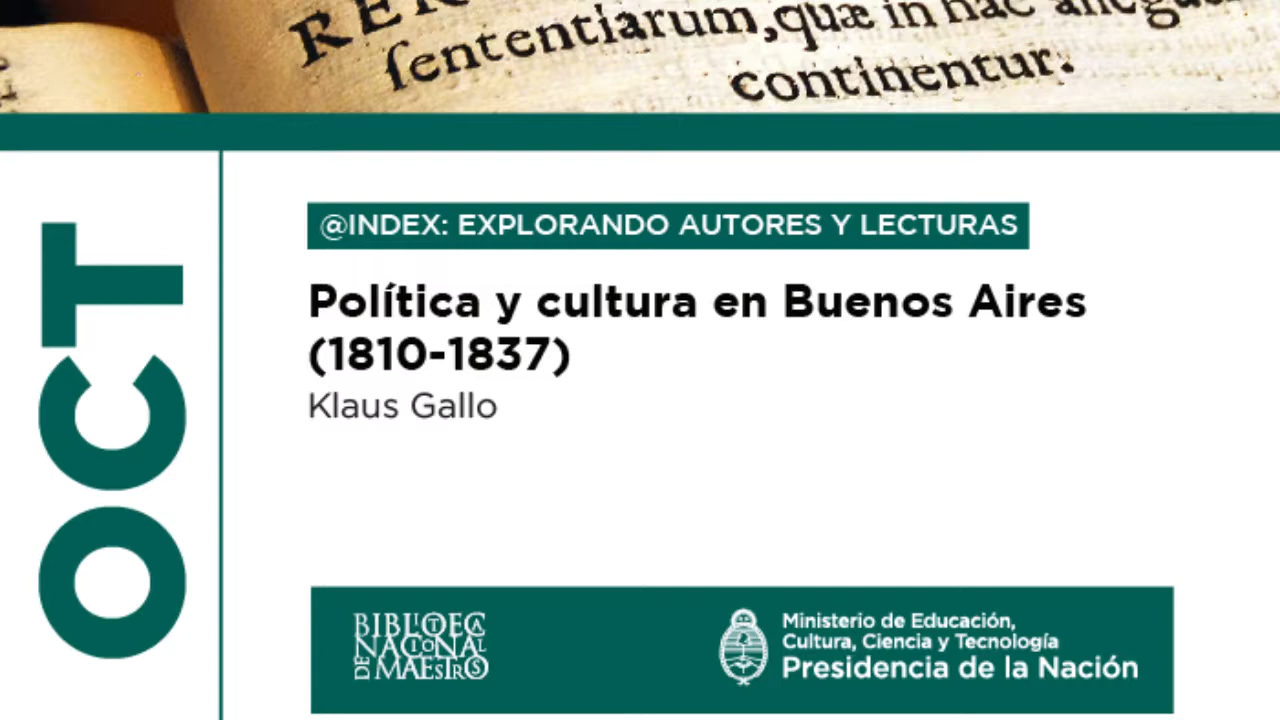 sententiarum, quæ in hac
continentur.
OCT
@INDEX: EXPLORANDO AUTORES Y LECTURAS
Política y cultura en Buenos Aires
(1810-1837)
Klaus Gallo
BIBLIOTECA
NACIONAL
DE MAESTROS
Ministerio de Educación,
Cultura, Ciencia y Tecnología
Presidencia de la Nación